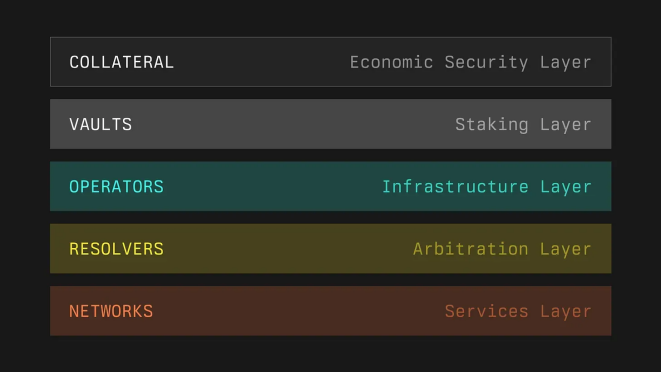 COLLATERAL Economic Security Layer
VAULTS Staking Layer
OPERATORS Infrastructure Layer
RESOLVERS Arbitration Layer
NETWORKS Services Layer